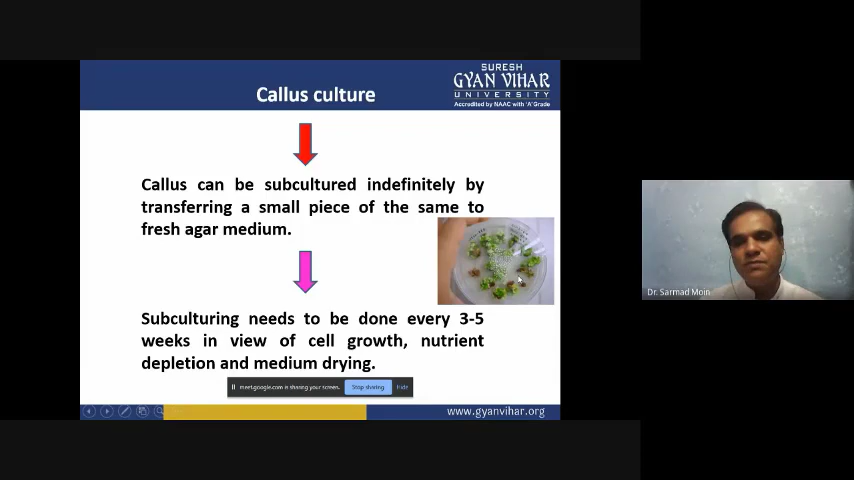 Callus culture
SURESH
GYAN VIHAR
UNIVERSITY
Accredited by NAAC with 'A' Grade
Callus can be subcultured indefinitely by
transferring a small piece of the same to
fresh agar medium.
Subculturing needs to be done every 3-5
weeks in view of cell growth, nutrient
depletion and medium drying.
meet.google.com is sharing your screen.
Stop sharing
Hide
www.gyanvihar.org
Dr. Sarmad Moin